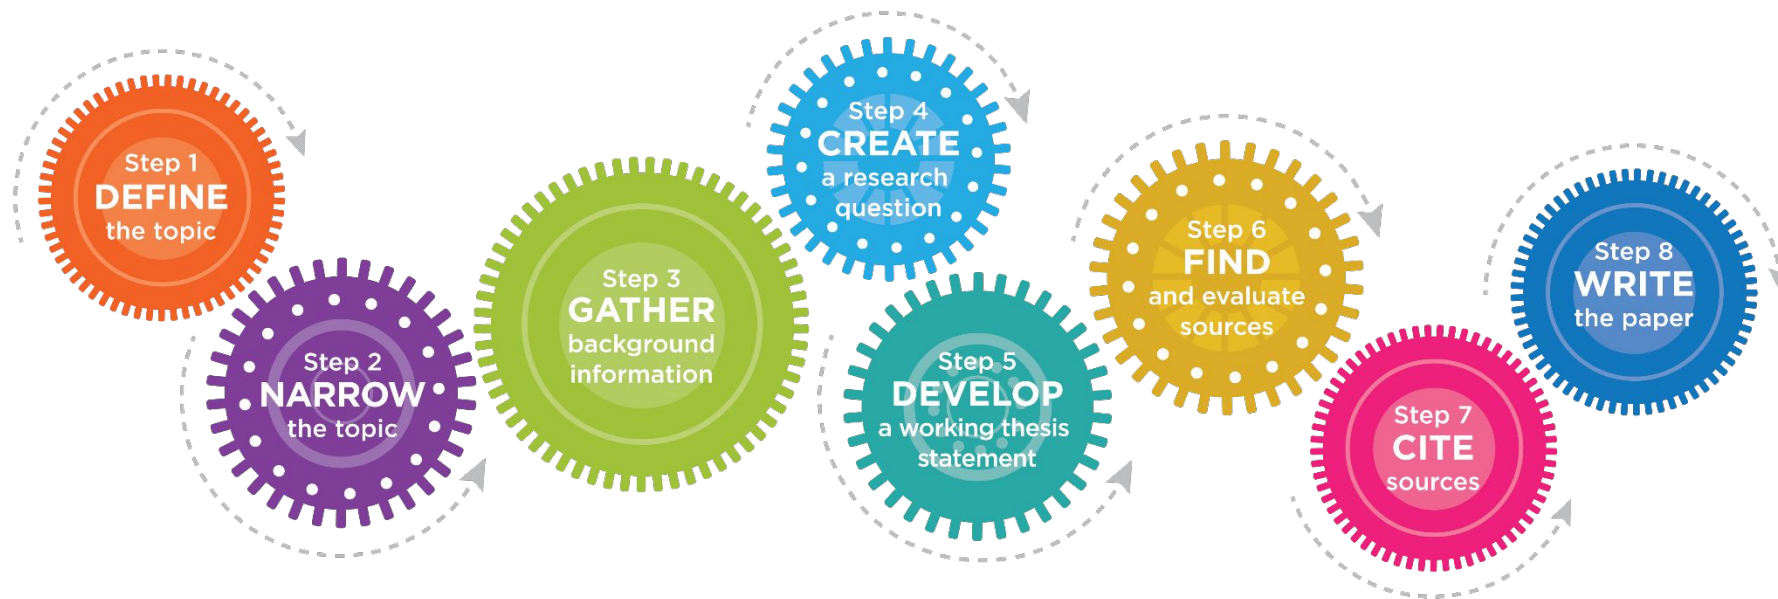 Step 1
DEFINE
the topic
Step 2
NARROW
the topic
Step 3
GATHER
background
information
Step 4
CREATE
a research
question
Step 5
DEVELOP
a working thesis
statement
Step 6
FIND
and evaluate
sources
Step 7
CITE
sources
Step 8
WRITE
the paper